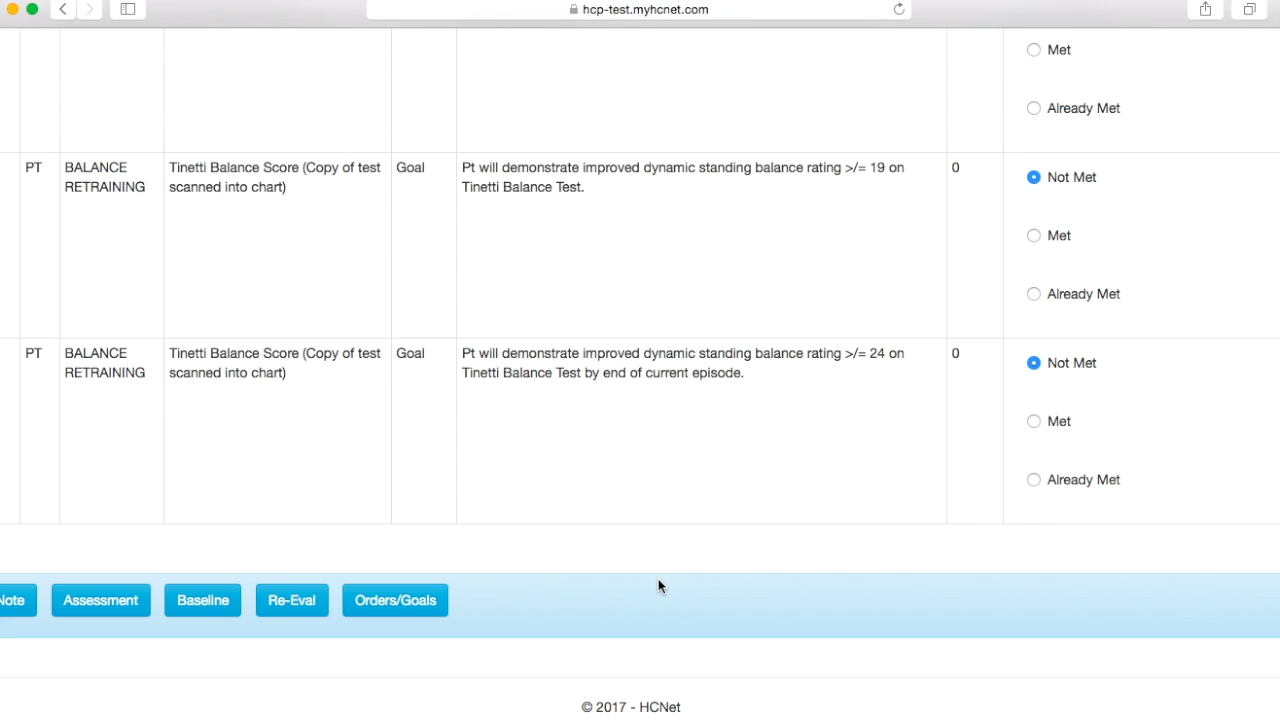 hcp-test.myhcnet.com
Met
Already Met
PT
BALANCE
RETRAINING
Tinetti Balance Score (Copy of test
scanned into chart)
Goal
Pt will demonstrate improved dynamic standing balance rating >/= 19 on
Tinetti Balance Test.
0
Not Met
Met
Already Met
PT
BALANCE
RETRAINING
Tinetti Balance Score (Copy of test
scanned into chart)
Goal
Pt will demonstrate improved dynamic standing balance rating >/= 24 on
Tinetti Balance Test by end of current episode.
0
Not Met
Met
Already Met
Note
Assessment
Baseline
Re-Eval
Orders/Goals
© 2017 - HCNet